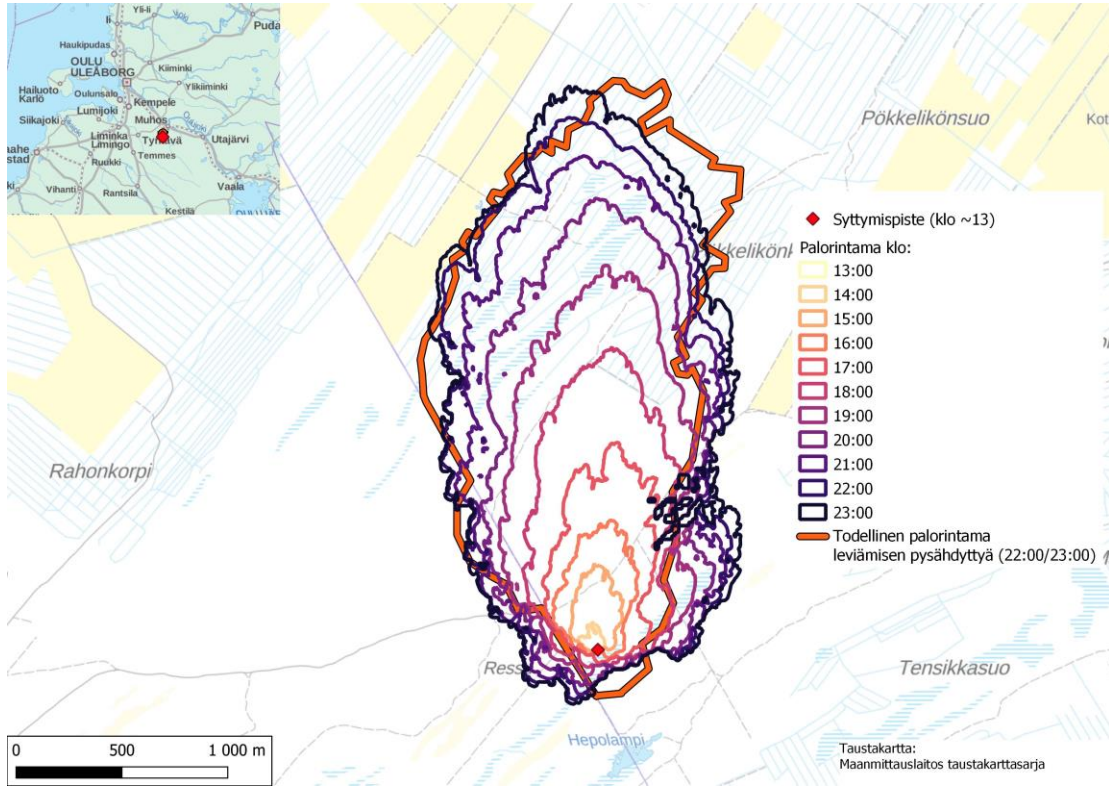 Yli-Ii
Ii
Puda
Haukipudas
OULU
ULEÅBORG
Kiiminki
Ylikiiminki
Hailuoto
Karlö
Oulunsalo
Kempele
Lumijoki
Muhos
Siikajoki
Liminka
Limingo
Tyrnävä
Utajärvi
Temmes
Ruukki
Vihanti
Rantsila
Vaala
Kestilä
Pökkelikönsuo
Kot
Syttymispiste (klo ~13)
Palorintama klo:
13:00
14:00
15:00
16:00
17:00
18:00
19:00
20:00
21:00
22:00
23:00
Todellinen palorintama
leviämisen pysähdyttyä (22:00/23:00)
Rahonkorpi
Tensikkasuo
Hepolampi
0 500 1 000 m
Taustakartta:
Maanmittauslaitos taustakarttasarja